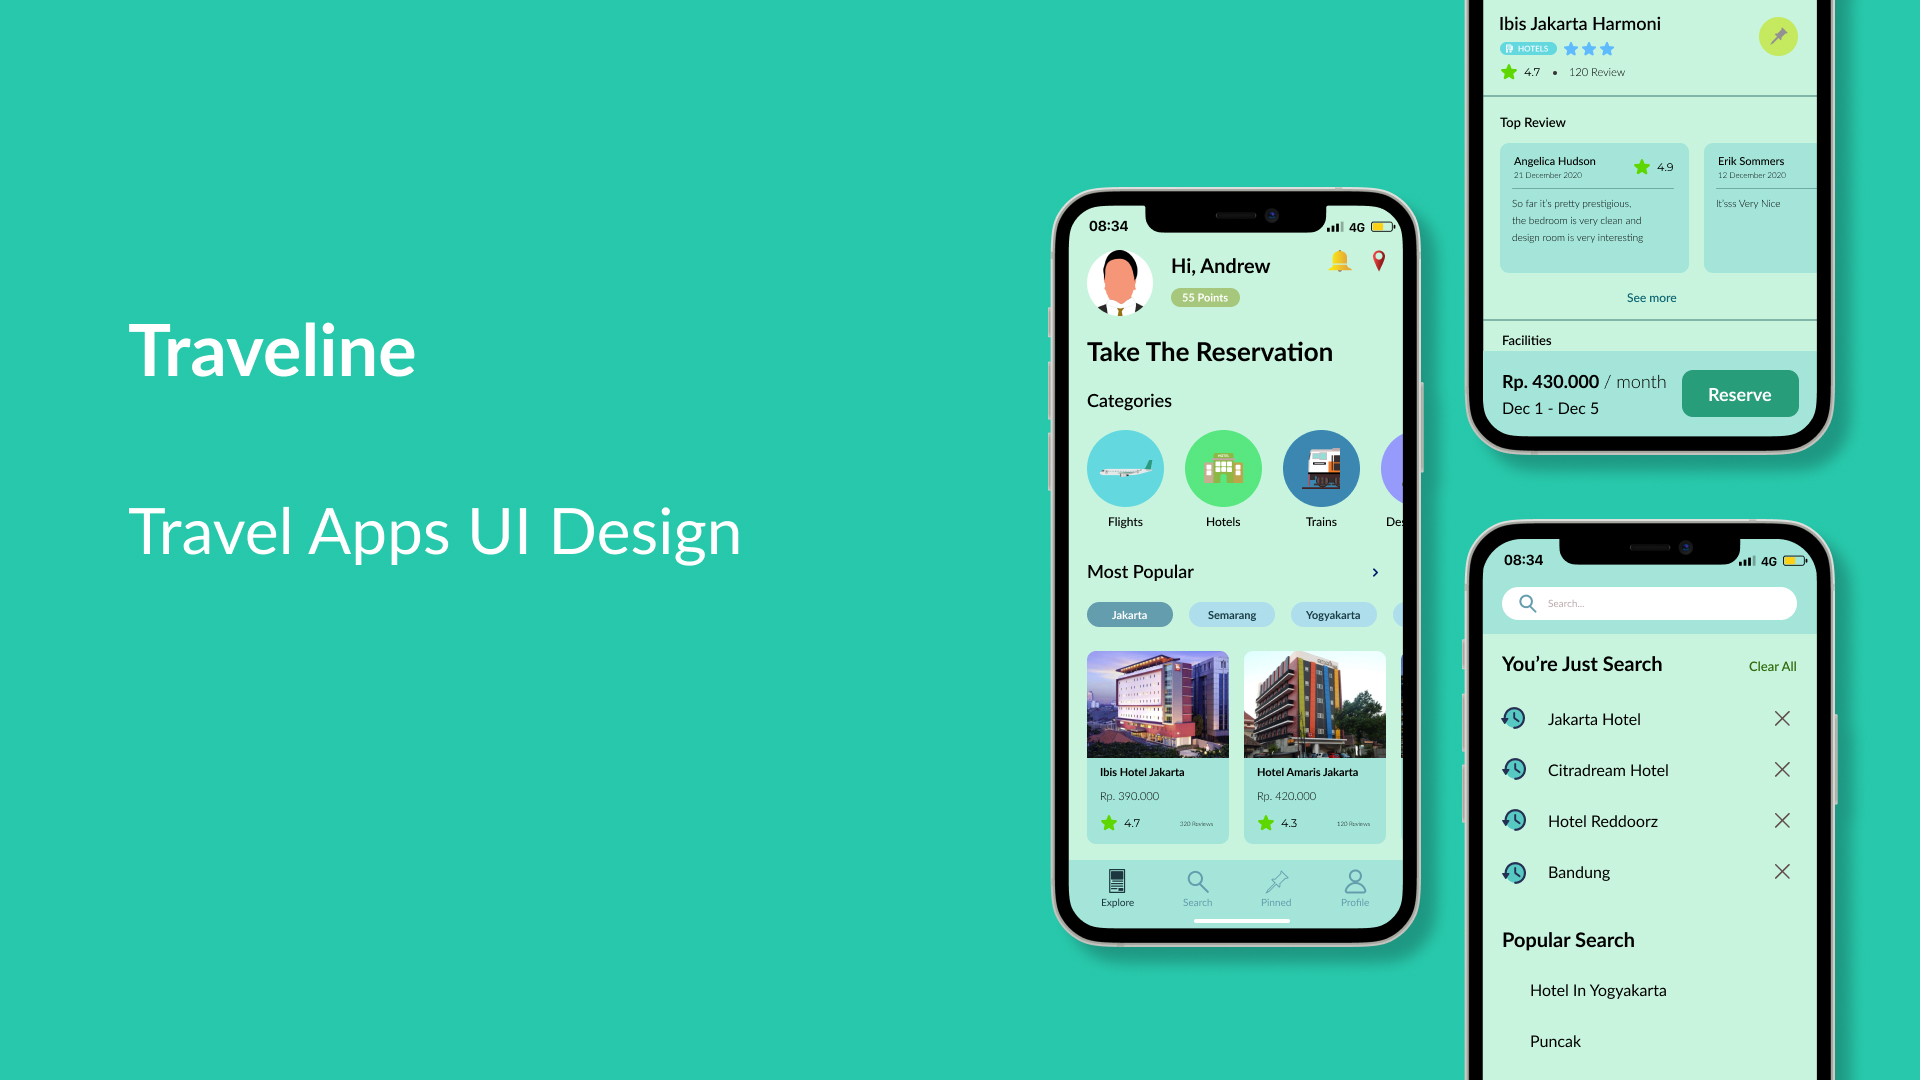 Traveline
Travel Apps UI Design
08:34
4G
Hi, Andrew
55 Points
Take The Reservation
Categories
HOTEL
Flights
Hotels
Trains
Des
Most Popular
Jakarta
Semarang
Yogyakarta
Ibis Hotel Jakarta
Rp. 390.000
4.7
320 Reviews
Hotel Amaris Jakarta
Rp. 420.000
4.3
120 Reviews
Explore
Search
Pinned
Profile
Ibis Jakarta Harmoni
HOTELS
4.7 • 120 Review
Top Review
Angelica Hudson
21 December 2020
4.9
So far it's pretty prestigious,
the bedroom is very clean and
design room is very interesting
Erik Sommers
12 December 2020
It'sss Very Nice
See more
Facilities
Rp. 430.000 / month
Dec 1 - Dec 5
Reserve
08:34
4G
Search...
You're Just Search
Clear All
Jakarta Hotel
Citradream Hotel
Hotel Reddoorz
Bandung
Popular Search
Hotel In Yogyakarta
Puncak